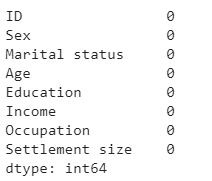 ID                 0
Sex                0
Marital status     0
Age                0
Education          0
Income             0
Occupation         0
Settlement size    0
dtype: int64